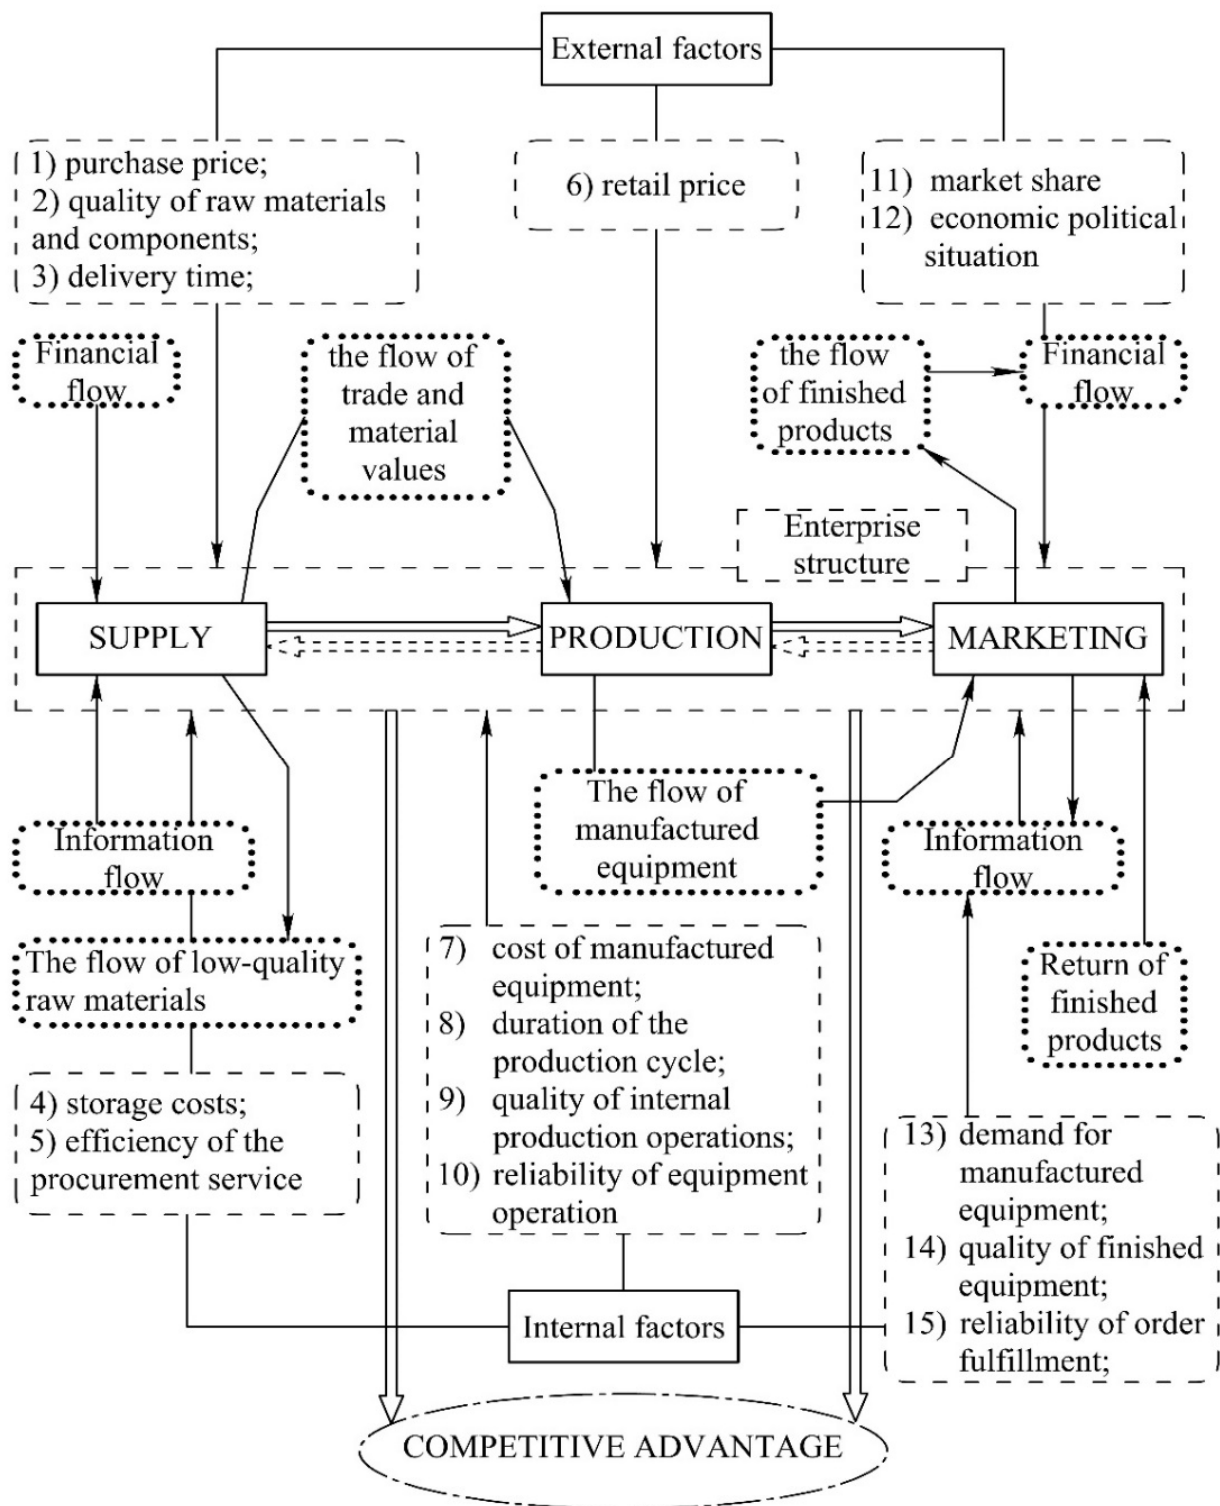 External factors
1) purchase price;
2) quality of raw materials
and components;
3) delivery time;
6) retail price
11) market share
12) economic political
situation
Financial
flow
the flow of
trade and
material
values
the flow
of finished
products
Financial
flow
Enterprise
structure
SUPPLY
PRODUCTION
MARKETING
Information
flow
The flow of
manufactured
equipment
Information
flow
The flow of low-quality
raw materials
7) cost of manufactured
equipment;
8) duration of the
production cycle;
9) quality of internal
production operations;
10) reliability of equipment
operation
Return of
finished
products
4) storage costs;
5) efficiency of the
procurement service
13) demand for
manufactured
equipment;
14) quality of finished
equipment;
15) reliability of order
fulfillment;
Internal factors
COMPETITIVE ADVANTAGE